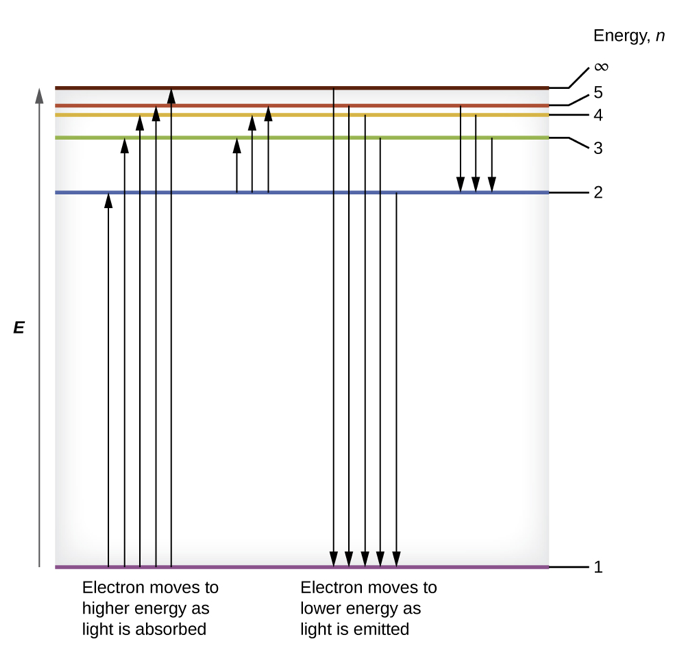 Energy, n
∞
5
4
3
2
E
1
Electron moves to
higher energy as
light is absorbed
Electron moves to
lower energy as
light is emitted